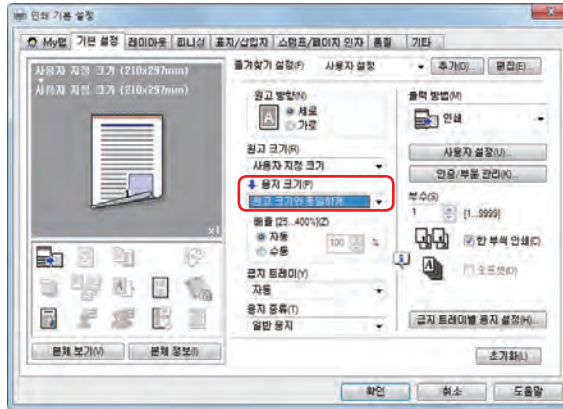 인쇄 기본 설정
My탭 기본 설정 레이아웃 피니싱 표지/삽입지 스탬프/페이지 인자 품질 기타
사용자 지정 크기 (210x297mm)
사용자 지정 크기 (210x297mm)
x1
본체 보기(V) 본체 정보(I)
즐겨찾기 설정(F) 사용자 설정 추가(D) 편집(E)
원고 방향(N)
A
세로
가로
원고 크기(R)
사용자 지정 크기
용지 크기(P)
원고 크기와 동일하게
배율 [25...400%](Z)
자동
수동
100 %
급지 트레이(Y)
자동
용지 종류(T)
일반 용지
출력 방법(M)
인쇄
사용자 설정(U)
인증/부문 관리(K)
부수(S)
1 [1...9999]
한 부씩 인쇄(C)
오프셋(O)
급지 트레이별 용지 설정(H)
초기화(L)
확인 취소 도움말